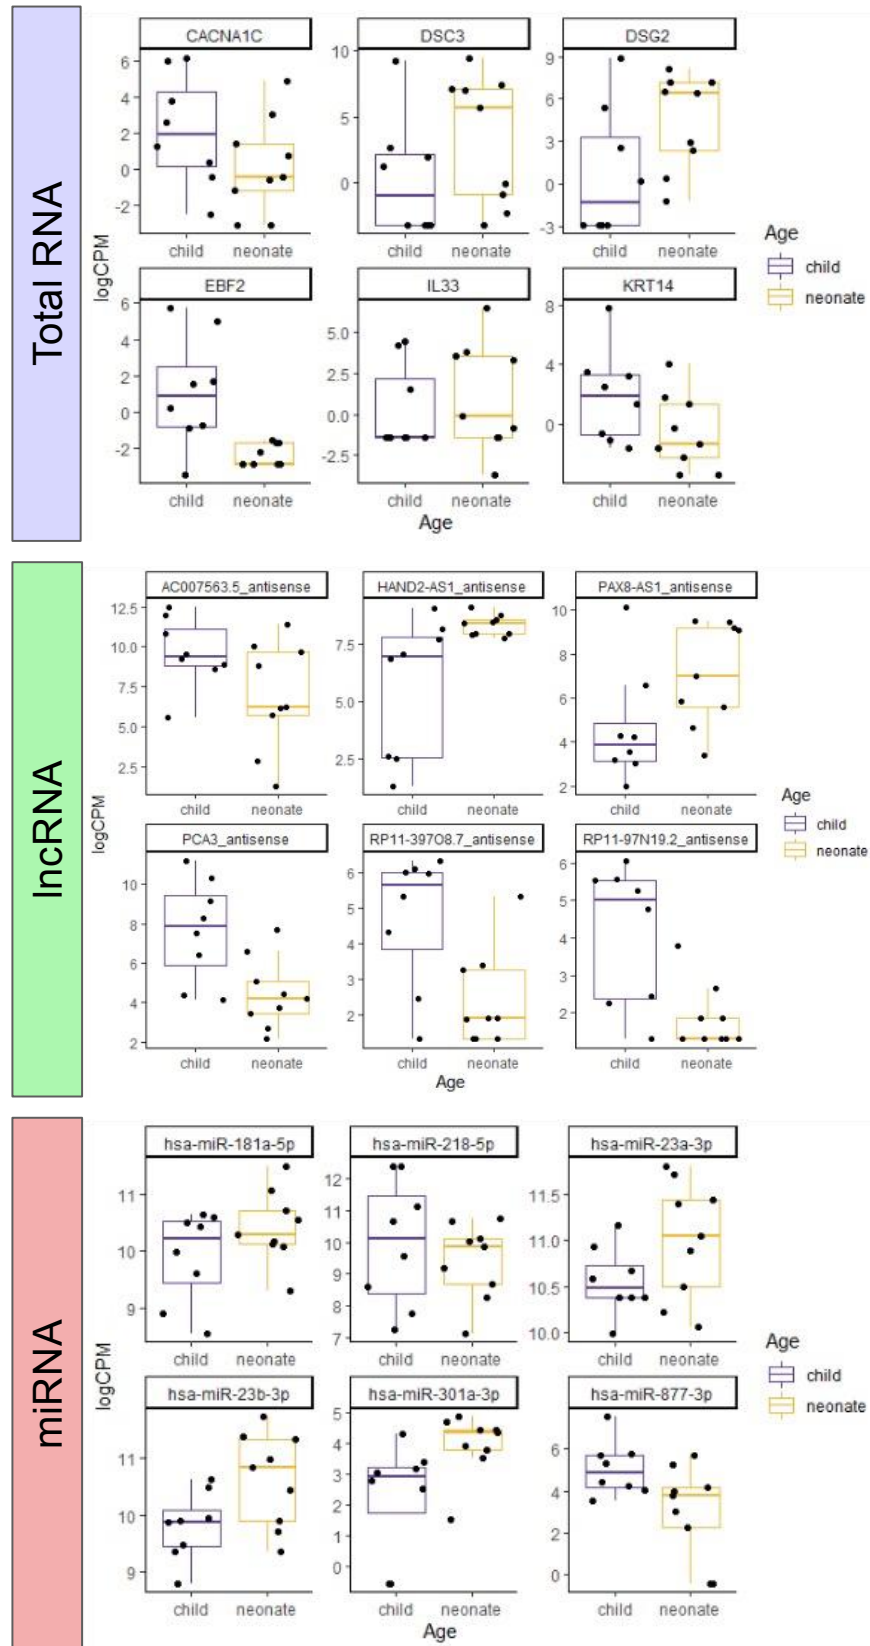 Total RNA
logCPM
CACNA1C
DSC3
DSG2
6
4
2
0
-2
10
5
0
9
6
3
0
-3
child
neonate
child
neonate
child
neonate
EBF2
IL33
KRT14
6
4
2
0
-2
5.0
2.5
0.0
-2.5
8
4
0
child
neonate
child
neonate
child
neonate
Age
Age
child
neonate
lncRNA
logCPM
AC007563.5_antisense
HAND2-AS1_antisense
PAX8-AS1_antisense
12.5
10.0
7.5
5.0
2.5
7.5
5.0
2.5
10
8
6
4
2
child
neonate
child
neonate
child
neonate
PCA3_antisense
RP11-397O8.7_antisense
RP11-97N19.2_antisense
10
8
6
4
2
6
5
4
3
2
6
5
4
3
2
child
neonate
child
neonate
child
neonate
Age
Age
child
neonate
miRNA
logCPM
hsa-miR-181a-5p
hsa-miR-218-5p
hsa-miR-23a-3p
11
10
9
12
11
10
9
8
7
11.5
11.0
10.5
10.0
child
neonate
child
neonate
child
neonate
hsa-miR-23b-3p
hsa-miR-301a-3p
hsa-miR-877-3p
11
10
9
5
4
3
2
1
0
6
4
2
0
child
neonate
child
neonate
child
neonate
Age
Age
child
neonate